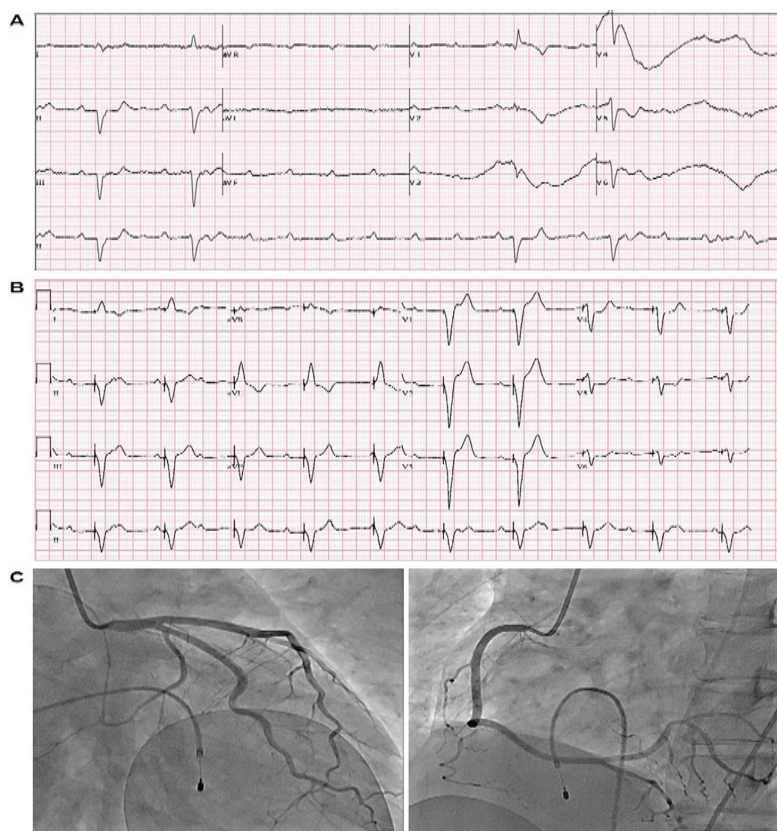 A
I aVR V1 V4
II aVL V2 V5
III aVF V3 V6
II
B
I aVR V1 V4
II aVL V2 V5
III aVF V3 V6
II
C